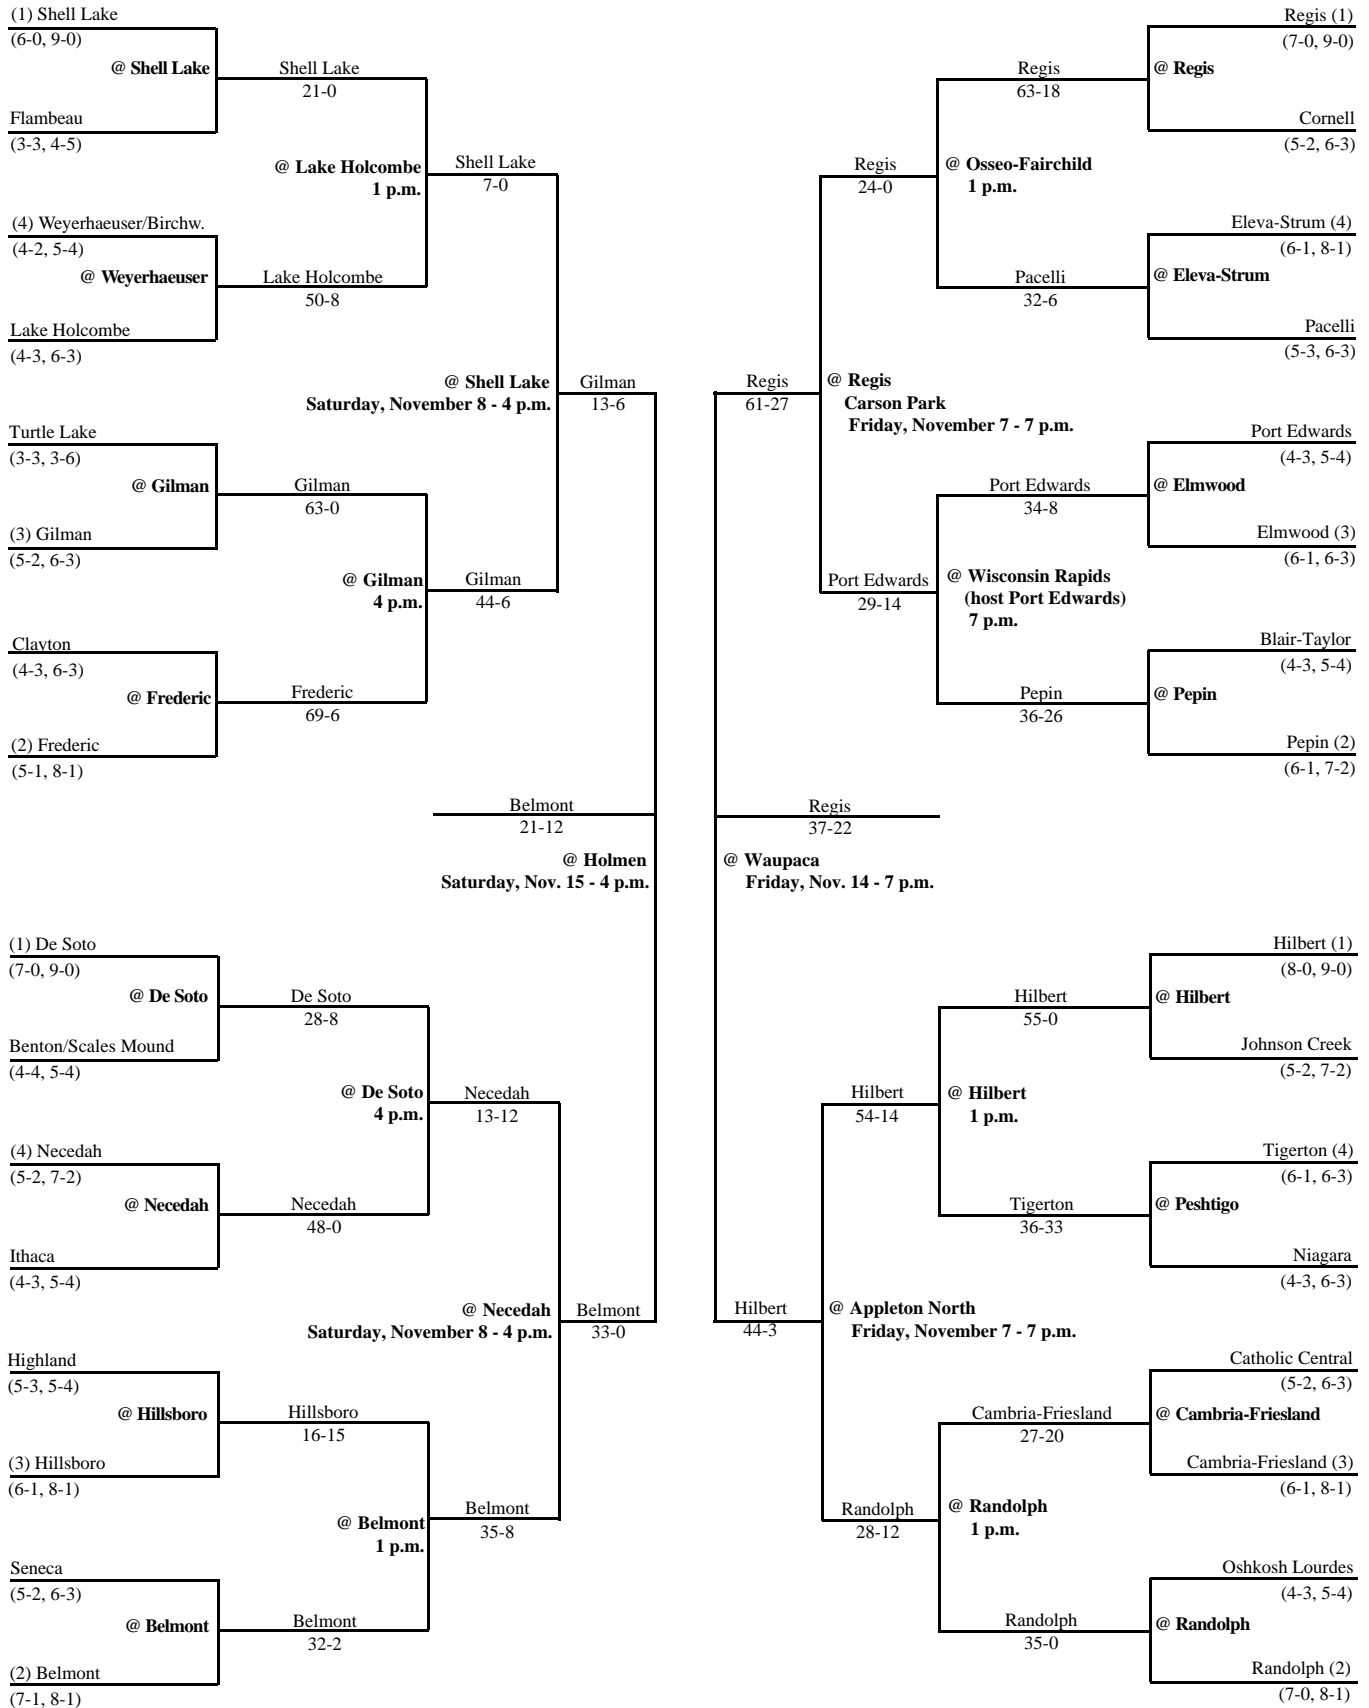 (1) Shell Lake
(6-0, 9-0)
@ Shell Lake
Shell Lake
21-0
Flambeau
(3-3, 4-5)
@ Lake Holcombe
1 p.m.
Shell Lake
7-0
(4) Weyerhaeuser/Birchw.
(4-2, 5-4)
@ Weyerhaeuser
Lake Holcombe
50-8
Lake Holcombe
(4-3, 6-3)
@ Shell Lake
Saturday, November 8 - 4 p.m.
Gilman
13-6
Turtle Lake
(3-3, 3-6)
@ Gilman
Gilman
63-0
(3) Gilman
(5-2, 6-3)
@ Gilman
4 p.m.
Gilman
44-6
Clayton
(4-3, 6-3)
@ Frederic
Frederic
69-6
(2) Frederic
(5-1, 8-1)
Belmont
21-12
@ Holmen
Saturday, Nov. 15 - 4 p.m.
(1) De Soto
(7-0, 9-0)
@ De Soto
De Soto
28-8
Benton/Scales Mound
(4-4, 5-4)
@ De Soto
4 p.m.
Necedah
13-12
(4) Necedah
(5-2, 7-2)
@ Necedah
Necedah
48-0
Ithaca
(4-3, 5-4)
@ Necedah
Saturday, November 8 - 4 p.m.
Belmont
33-0
Highland
(5-3, 5-4)
@ Hillsboro
Hillsboro
16-15
(3) Hillsboro
(6-1, 8-1)
@ Belmont
1 p.m.
Belmont
35-8
Seneca
(5-2, 6-3)
@ Belmont
Belmont
32-2
(2) Belmont
(7-1, 8-1)
Regis (1)
(7-0, 9-0)
@ Regis
Regis
63-18
Cornell
(5-2, 6-3)
Regis
24-0
@ Osseo-Fairchild
1 p.m.
Eleva-Strum (4)
(6-1, 8-1)
@ Eleva-Strum
Pacelli
32-6
Pacelli
(5-3, 6-3)
Regis
61-27
@ Regis
Carson Park
Friday, November 7 - 7 p.m.
Port Edwards
(4-3, 5-4)
@ Elmwood
Port Edwards
34-8
Elmwood (3)
(6-1, 6-3)
Port Edwards
29-14
@ Wisconsin Rapids
(host Port Edwards)
7 p.m.
Blair-Taylor
(4-3, 5-4)
@ Pepin
Pepin
36-26
Pepin (2)
(6-1, 7-2)
Regis
37-22
@ Waupaca
Friday, Nov. 14 - 7 p.m.
Hilbert (1)
(8-0, 9-0)
@ Hilbert
Hilbert
55-0
Johnson Creek
(5-2, 7-2)
Hilbert
54-14
@ Hilbert
1 p.m.
Tigerton (4)
(6-1, 6-3)
@ Peshtigo
Tigerton
36-33
Niagara
(4-3, 6-3)
Hilbert
44-3
@ Appleton North
Friday, November 7 - 7 p.m.
Catholic Central
(5-2, 6-3)
@ Cambria-Friesland
Cambria-Friesland
27-20
Cambria-Friesland (3)
(6-1, 8-1)
Randolph
28-12
@ Randolph
1 p.m.
Oshkosh Lourdes
(4-3, 5-4)
@ Randolph
Randolph
35-0
Randolph (2)
(7-0, 8-1)